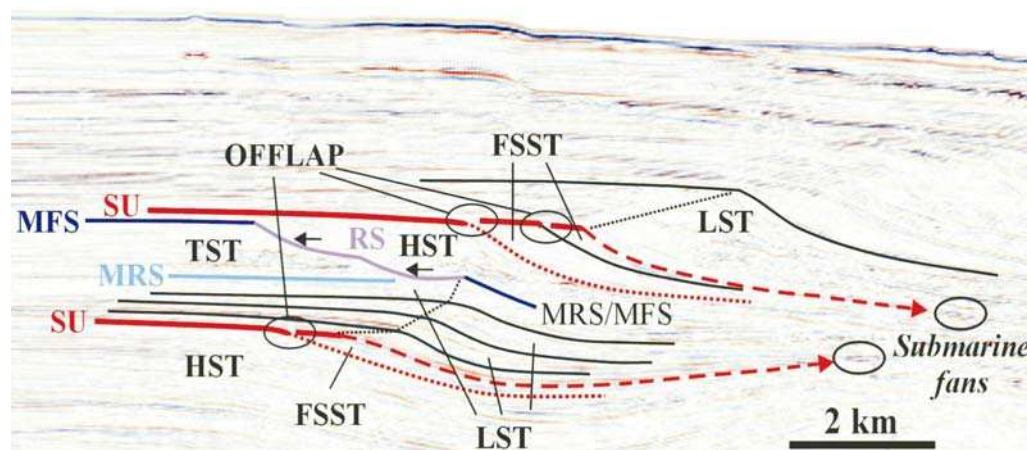 OFFLAP
FSST
SU
MFS
TST
RS
HST
LST
MRS
MRS/MFS
SU
HST
FSST
LST
Submarine
fans
2 km